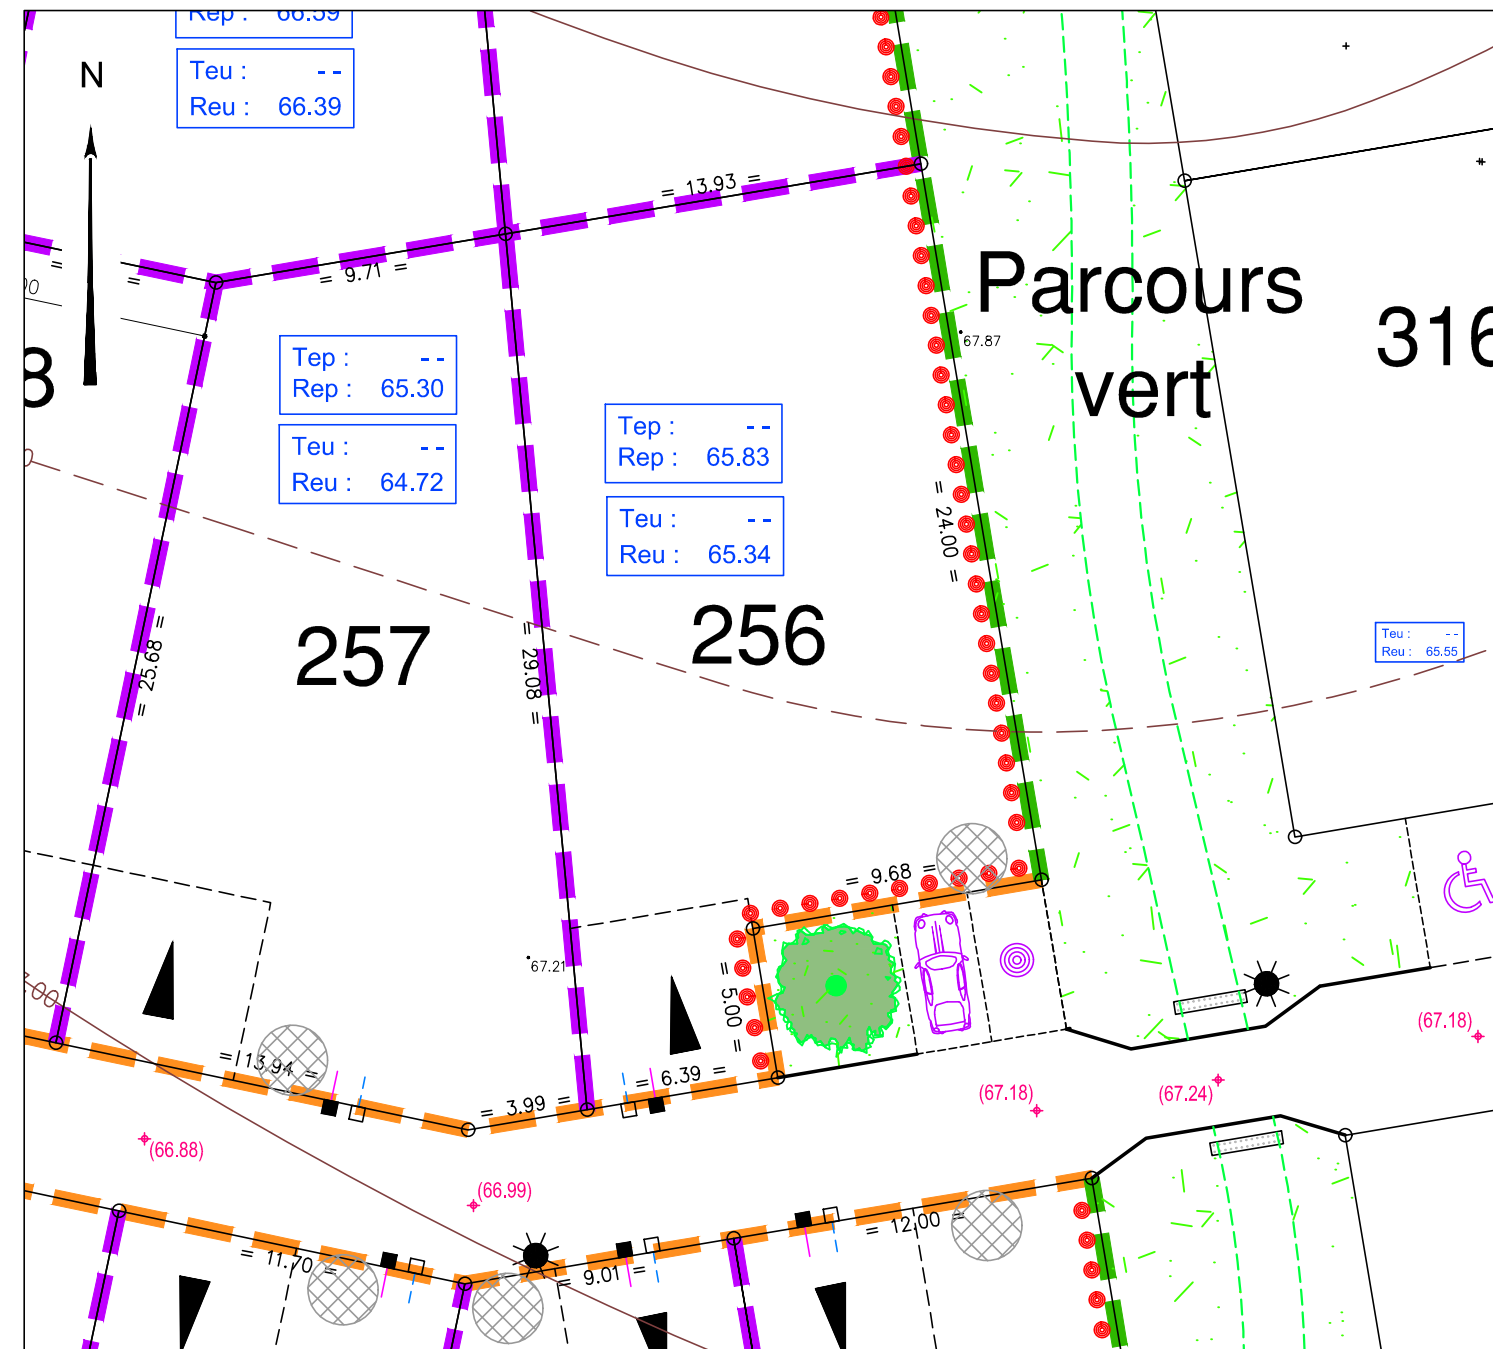 Rep : 66.59
Teu : --
Reu : 66.39
N
= 13.93 =
= 9.71 =
Parcours
vert
316
67.87
8
Tep : --
Rep : 65.30
Teu : --
Reu : 64.72
Tep : --
Rep : 65.83
Teu : --
Reu : 65.34
= 24.00 =
257
256
= 25.68 =
= 29.08 =
Teu : --
Reu : 65.55
= 9.68 =
67.21
= 5.00 =
= 13.94 =
= 3.99 =
= 6.39 =
(67.18)
(67.24)
(67.18)
(66.88)
(66.99)
= 11.70 =
= 9.01 =
= 12.00 =